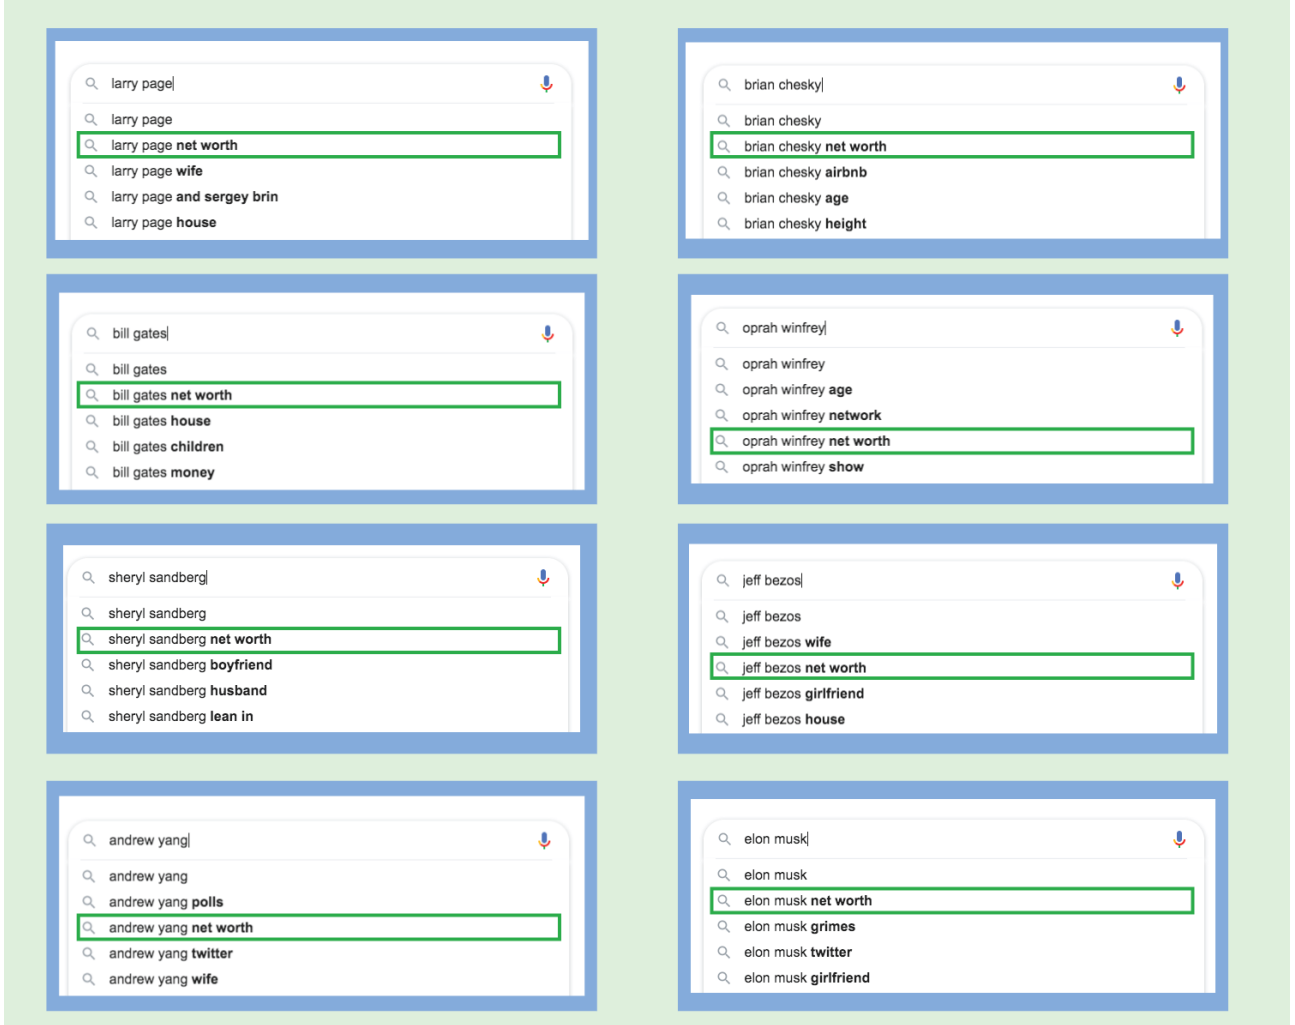 larry page
larry page
larry page net worth
larry page wife
larry page and sergey brin
larry page house
brian chesky
brian chesky
brian chesky net worth
brian chesky airbnb
brian chesky age
brian chesky height
bill gates
bill gates
bill gates net worth
bill gates house
bill gates children
bill gates money
oprah winfrey
oprah winfrey
oprah winfrey age
oprah winfrey network
oprah winfrey net worth
oprah winfrey show
sheryl sandberg
sheryl sandberg
sheryl sandberg net worth
sheryl sandberg boyfriend
sheryl sandberg husband
sheryl sandberg lean in
jeff bezos
jeff bezos
jeff bezos wife
jeff bezos net worth
jeff bezos girlfriend
jeff bezos house
andrew yang
andrew yang
andrew yang polls
andrew yang net worth
andrew yang twitter
andrew yang wife
elon musk
elon musk
elon musk net worth
elon musk grimes
elon musk twitter
elon musk girlfriend